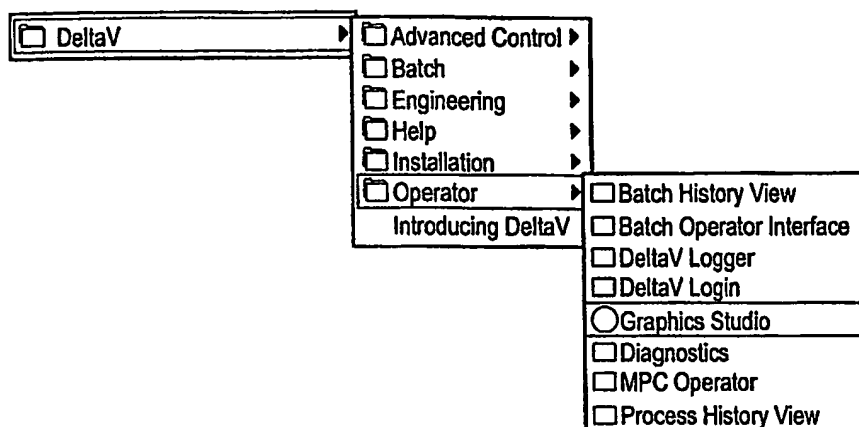 DeltaV
Advanced Control
Batch
Engineering
Help
Installation
Operator
Introducing DeltaV
Batch History View
Batch Operator Interface
DeltaV Logger
DeltaV Login
Graphics Studio
Diagnostics
MPC Operator
Process History View